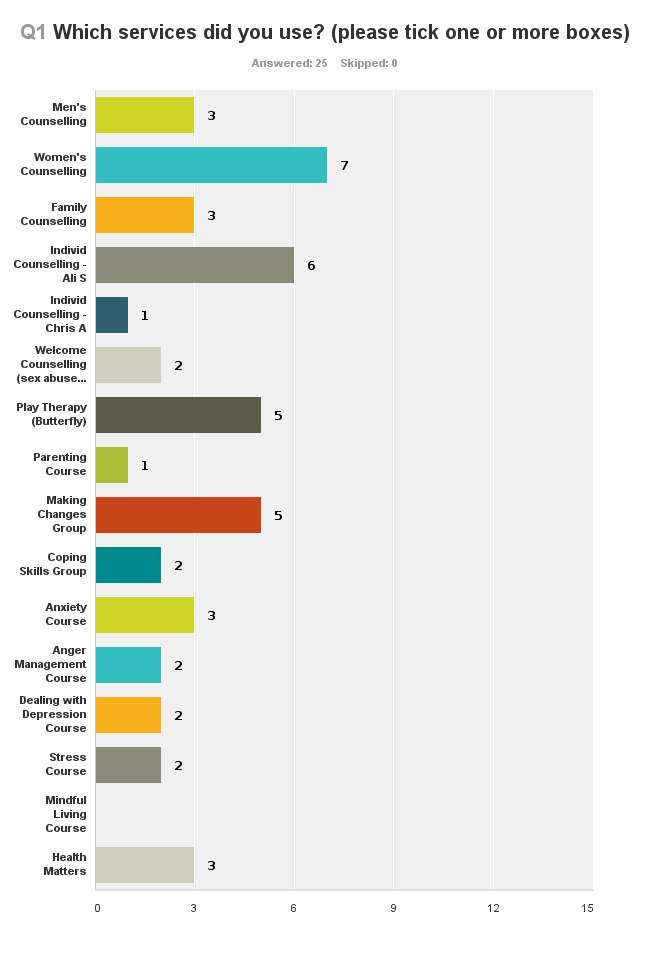 Q1 Which services did you use? (please tick one or more boxes)
Answered: 25 Skipped: 0
Men's
Counselling
3
Women's
Counselling
7
Family
Counselling
3
Individ
Counselling -
Ali S
6
Individ
Counselling -
Chris A
1
Welcome
Counselling
(sex abuse...
2
Play Therapy
(Butterfly)
5
Parenting
Course
1
Making
Changes
Group
5
Coping
Skills Group
2
Anxiety
Course
3
Anger
Management
Course
2
Dealing with
Depression
Course
2
Stress
Course
2
Mindful
Living
Course
Health
Matters
3
0 3 6 9 12 15